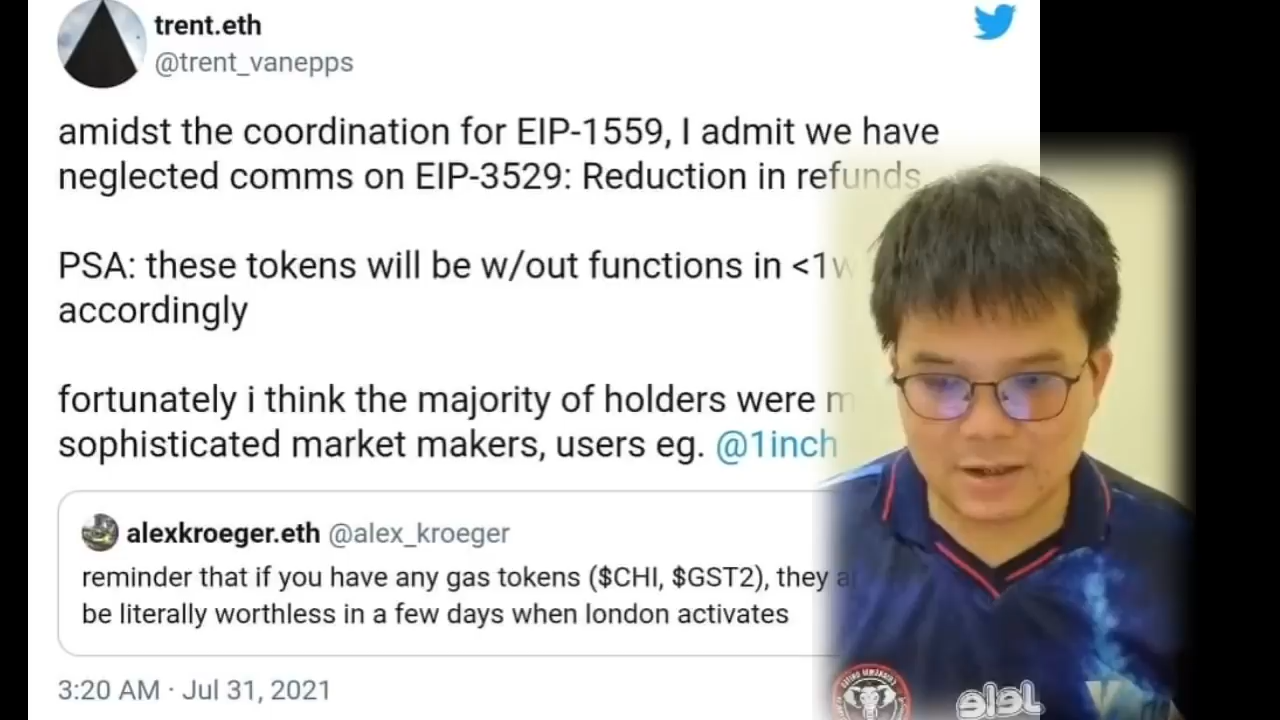 trent.eth
@trent_vanepps
amidst the coordination for EIP-1559, I admit we have
neglected comms on EIP-3529: Reduction in refunds
PSA: these tokens will be w/out functions in <1w
accordingly
fortunately i think the majority of holders were
sophisticated market makers, users eg. @1inch
alexkroeger.eth @alex_kroeger
reminder that if you have any gas tokens ($CHI, $GST2), they
be literally worthless in a few days when london activates
3:20 AM · Jul 31, 2021